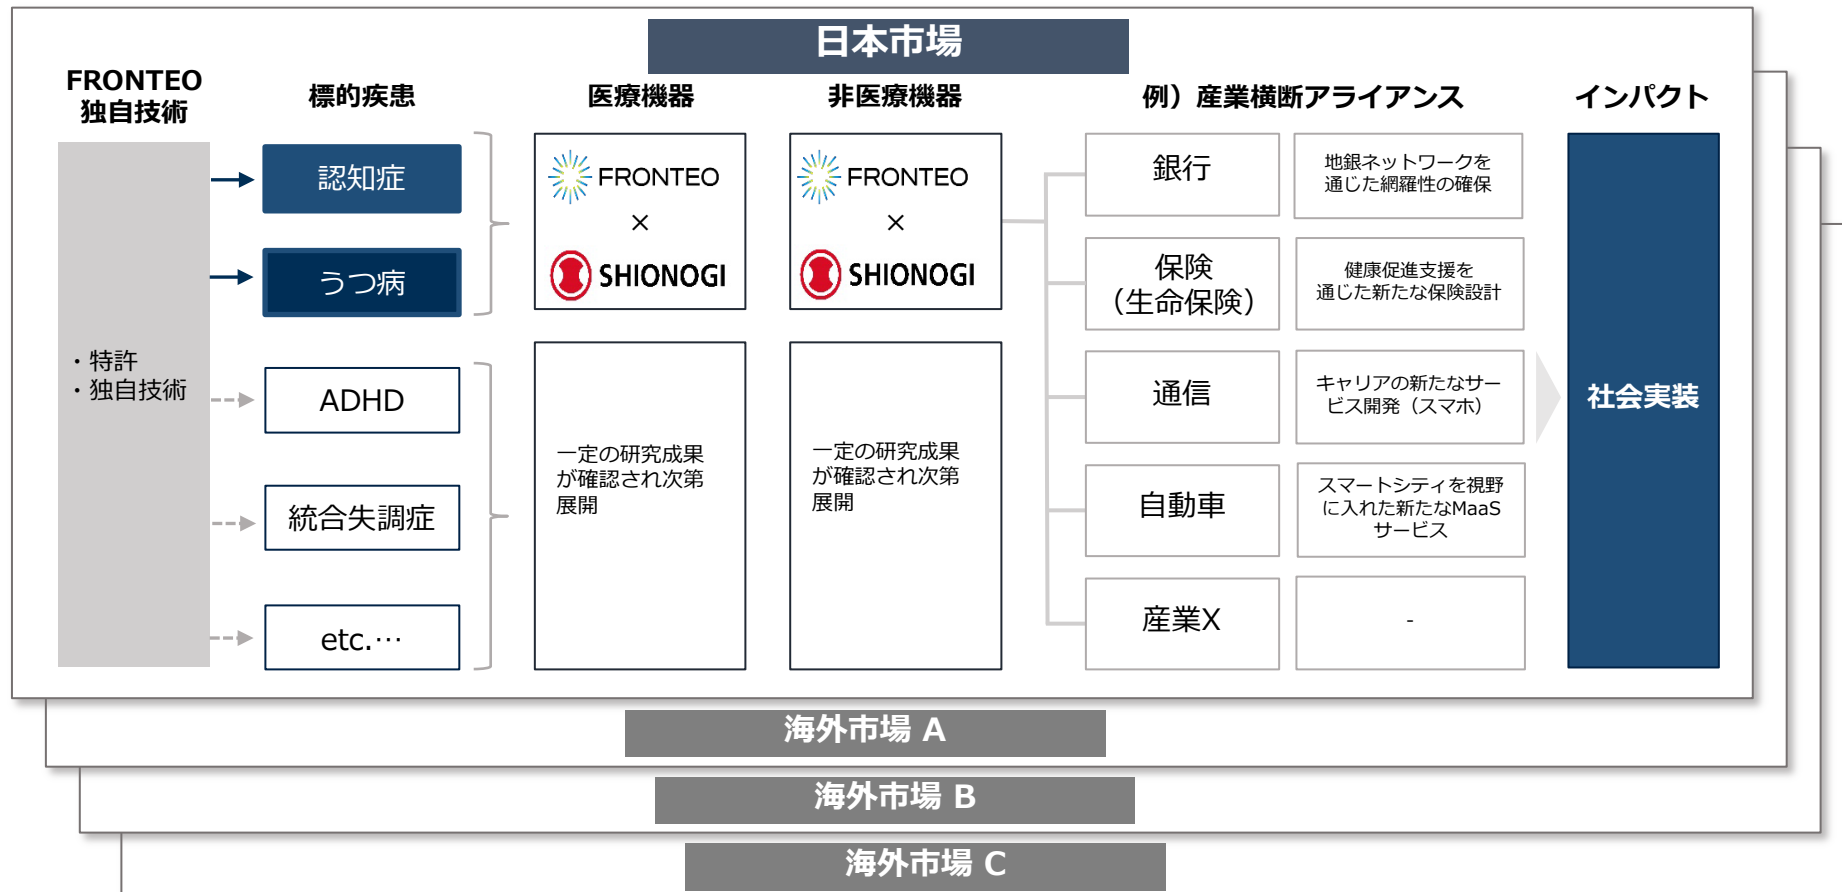 日本市場
FRONTEO
独自技術
標的疾患
医療機器
非医療機器
例）産業横断アライアンス
インパクト
・特許
・独自技術
認知症
うつ病
ADHD
統合失調症
etc.…
FRONTEO
×
SHIONOGI
一定の研究成果
が確認され次第
展開
FRONTEO
×
SHIONOGI
一定の研究成果
が確認され次第
展開
銀行
地銀ネットワークを
通じた網羅性の確保
保険
（生命保険）
健康促進支援を
通じた新たな保険設計
通信
キャリアの新たなサー
ビス開発（スマホ）
自動車
スマートシティを視野
に入れた新たなMaaS
サービス
産業X
-
社会実装
海外市場 A
海外市場 B
海外市場 C